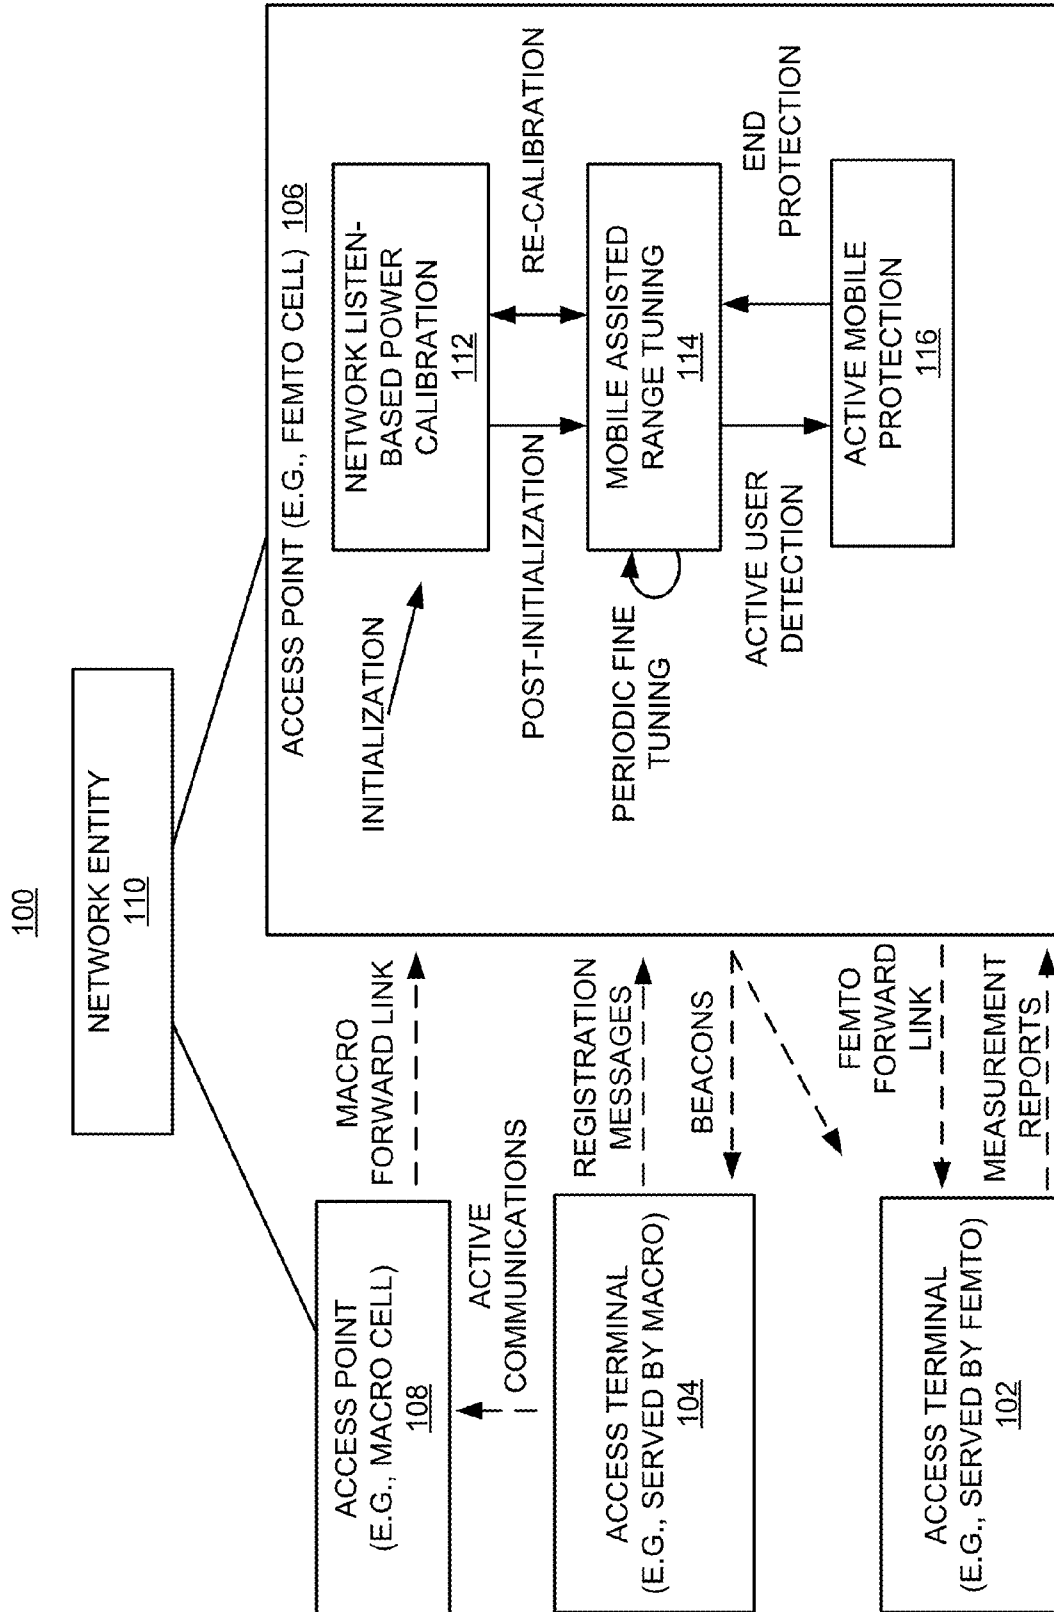 100
NETWORK ENTITY
110
ACCESS POINT
(E.G., MACRO CELL)
108
MACRO
FORWARD LINK
ACTIVE
COMMUNICATIONS
ACCESS TERMINAL
(E.G., SERVED BY MACRO)
104
REGISTRATION
MESSAGES
BEACONS
ACCESS TERMINAL
(E.G., SERVED BY FEMTO)
102
FEMTO
FORWARD
LINK
MEASUREMENT
REPORTS
ACCESS POINT (E.G., FEMTO CELL) 106
INITIALIZATION
NETWORK LISTEN-
BASED POWER
CALIBRATION
112
POST-INITIALIZATION
RE-CALIBRATION
PERIODIC FINE
TUNING
MOBILE ASSISTED
RANGE TUNING
114
ACTIVE USER
DETECTION
END
PROTECTION
ACTIVE MOBILE
PROTECTION
116